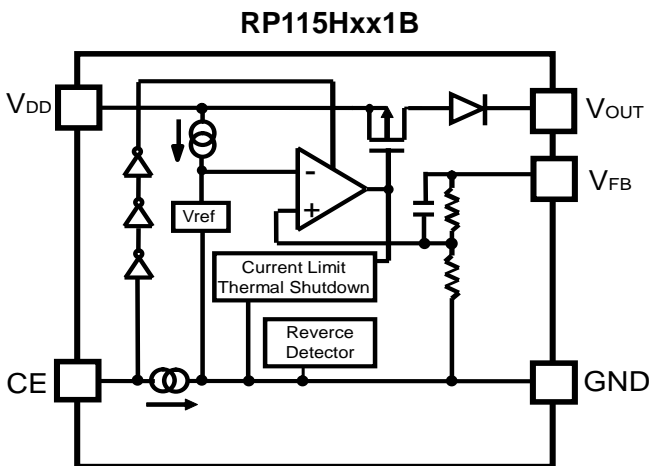 RP115Hxx1B
VDD
VOUT
-
VFB
Vref
+
Current Limit
Thermal Shutdown
Reverce
Detector
CE
GND